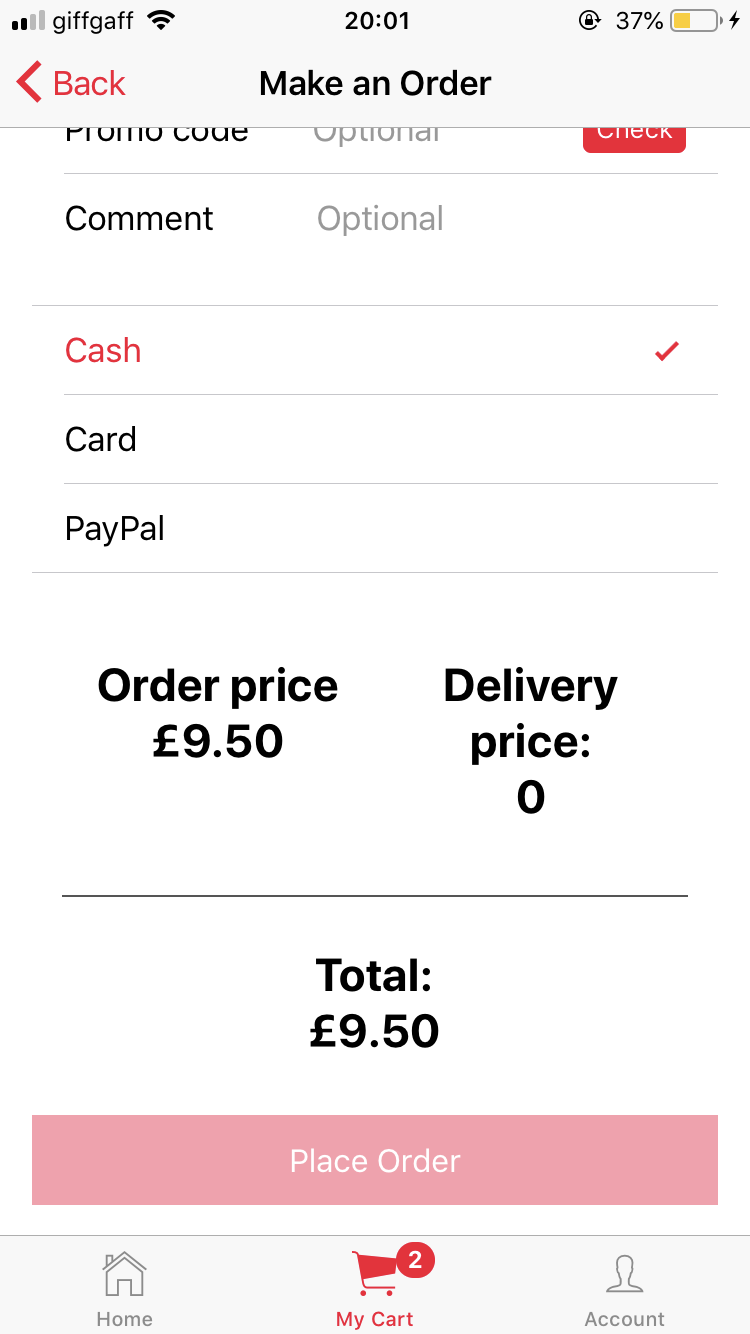 giffgaff 20:01 37%
Back Make an Order
Promo code Optional Check
Comment Optional
Cash
Card
PayPal
Order price
£9.50
Delivery
price:
0
Total:
£9.50
Place Order
2
Home My Cart Account